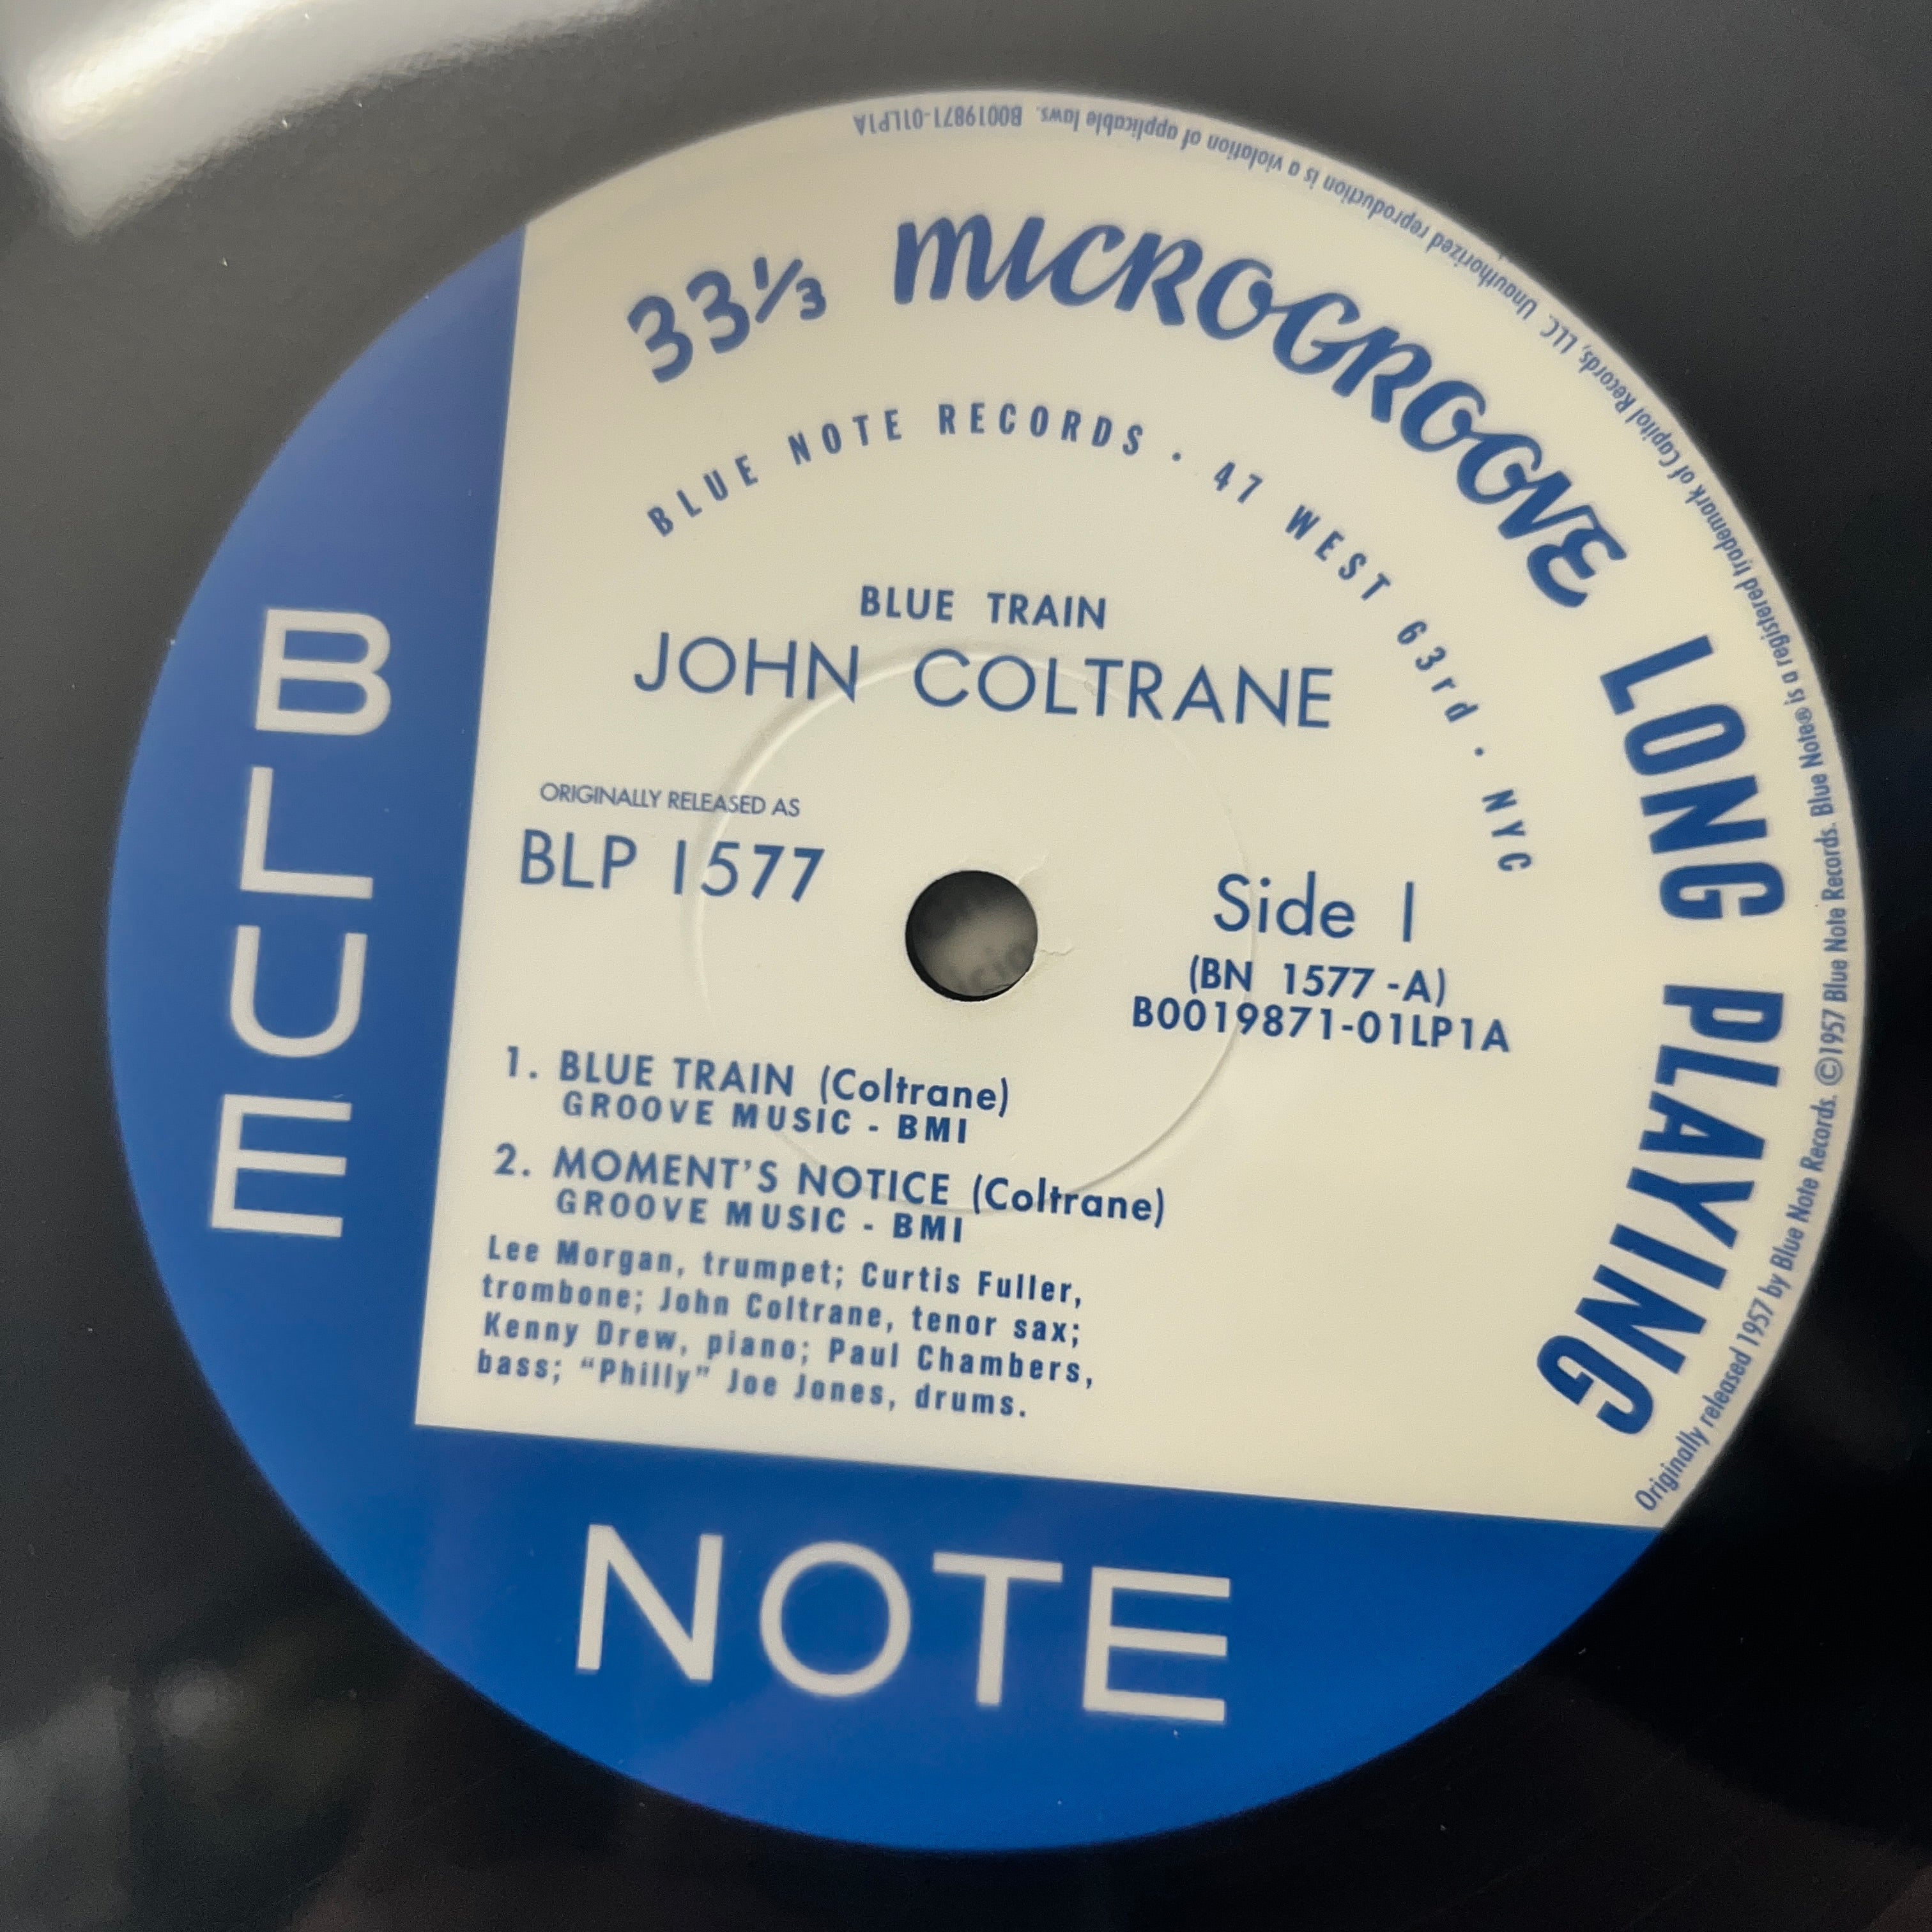 33⅓ MICROGROOVE LONG PLAYING
BLUE NOTE RECORDS · 47 WEST 63rd · NYC
BLUE TRAIN
JOHN COLTRANE
ORIGINALLY RELEASED AS
BLP 1577
Side 1
(BN 1577-A)
B0019871-01LP1A
1. BLUE TRAIN (Coltrane)
GROOVE MUSIC - BMI
2. MOMENT'S NOTICE (Coltrane)
GROOVE MUSIC - BMI
Lee Morgan, trumpet; Curtis Fuller,
trombone; John Coltrane, tenor sax;
Kenny Drew, piano; Paul Chambers,
bass; “Philly” Joe Jones, drums.
BLUE
NOTE
Originally released 1957 by Blue Note Records. ©1957 Blue Note Records. Blue Note® is a registered trademark of Capitol Records, LLC. Unauthorized reproduction is a violation of applicable laws. B0019871-01LP1A